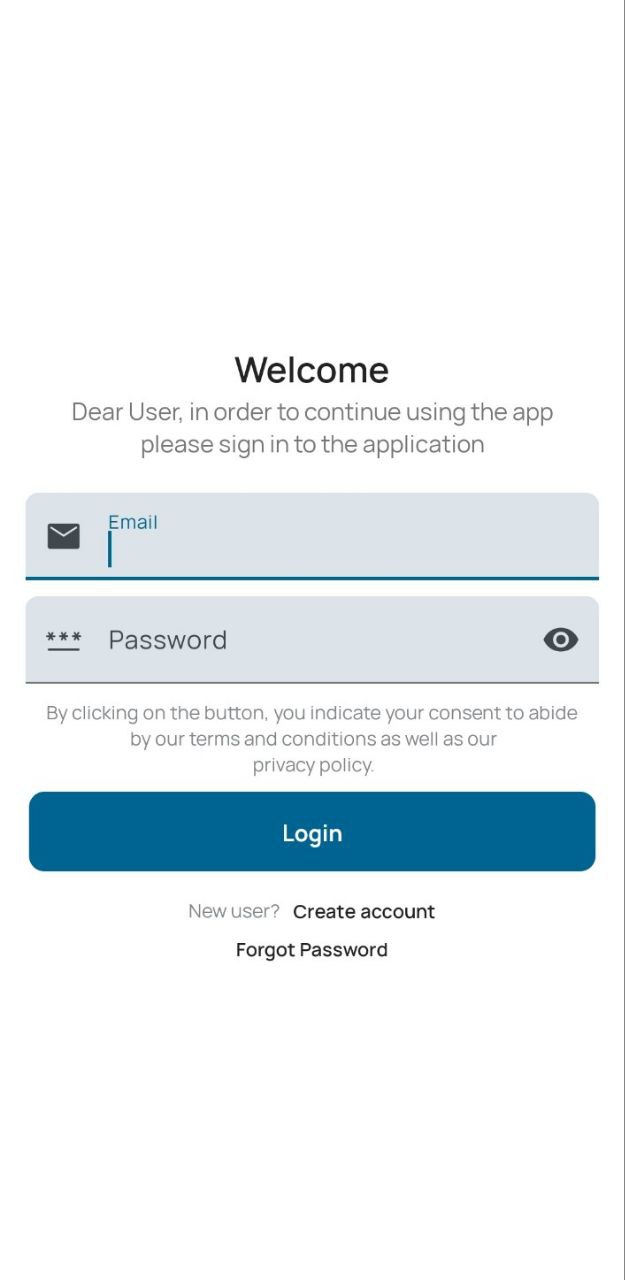 Welcome
Dear User, in order to continue using the app
please sign in to the application
Email
*** Password
By clicking on the button, you indicate your consent to abide
by our terms and conditions as well as our
privacy policy.
Login
New user? Create account
Forgot Password